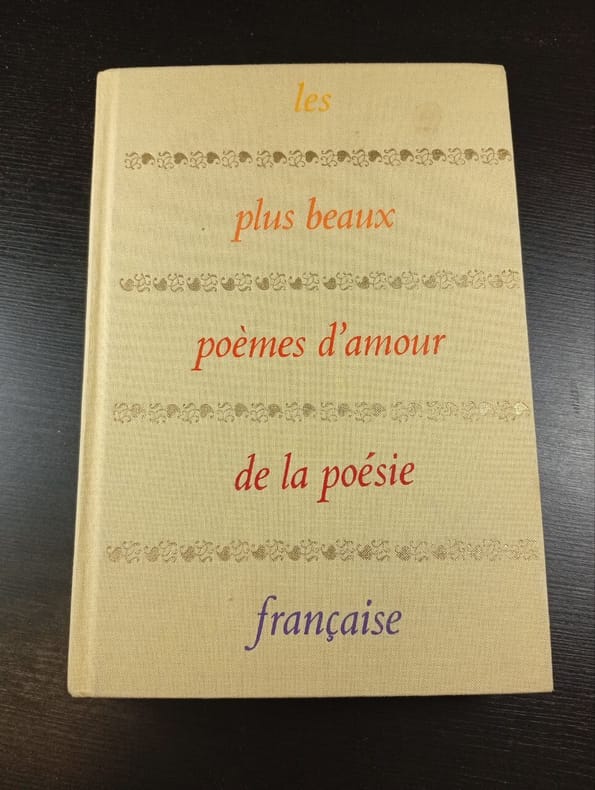 les
plus beaux
poèmes d'amour
de la poésie
française